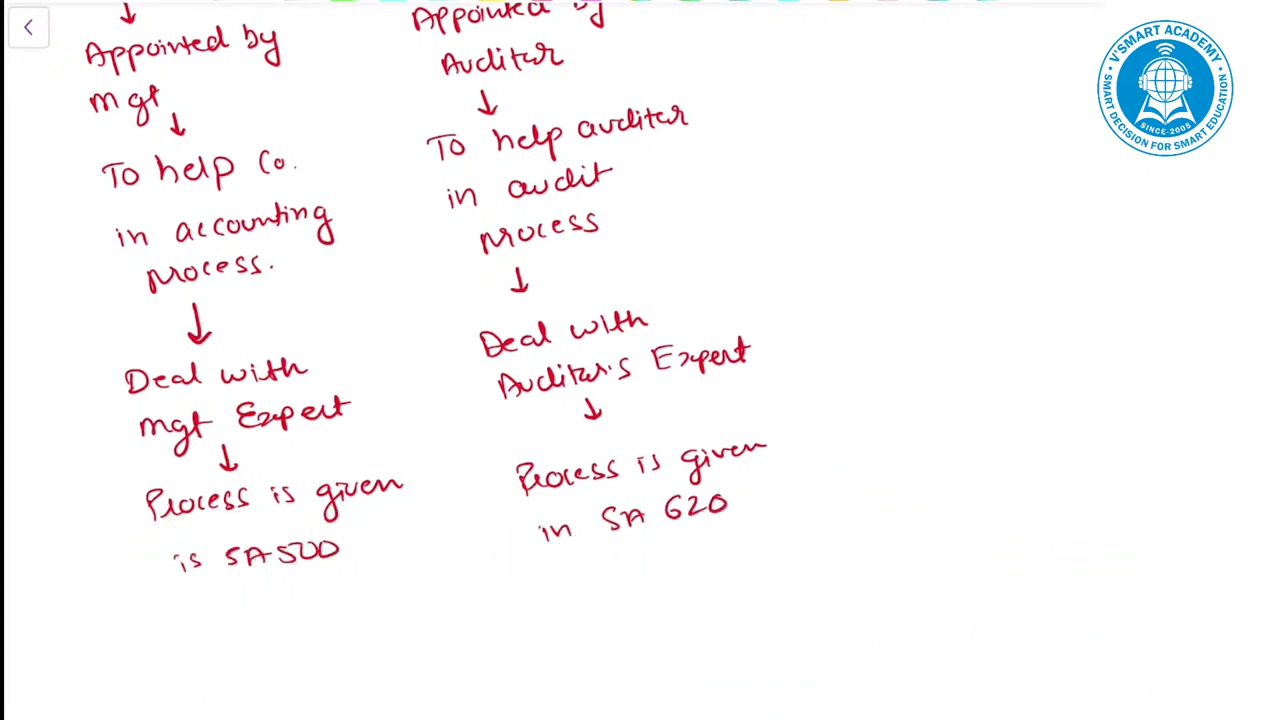 Appointed by
mgt
To help Co.
in accounting
process.
Deal with
mgt Expert
Process is given
is SA 500
Appointed by
Auditor
To help auditor
in audit
process
Deal with
Auditor's Expert
Process is given
in SA 620
V'SMART ACADEMY
SINCE-2005
SMART DECISION FOR SMART EDUCATION